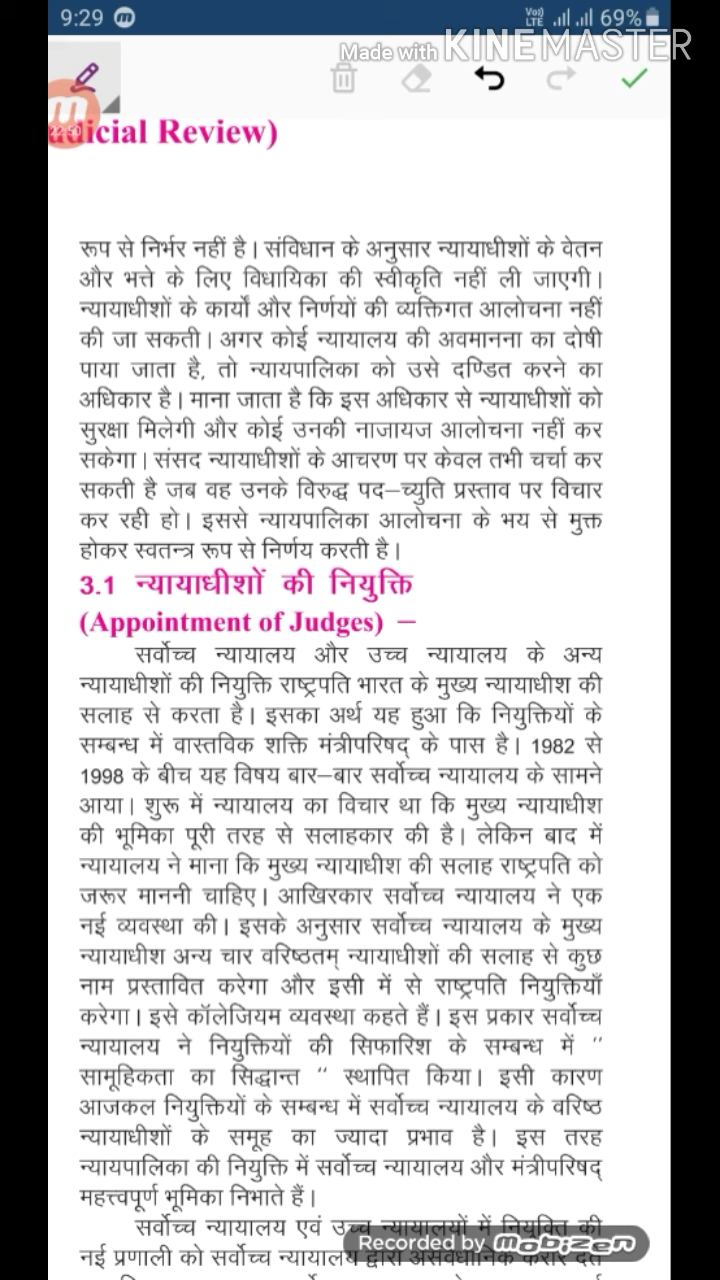 9:29
Vo))
LTE
69%
Made with KINEMASTER
22:50
udicial Review)
रूप से निर्भर नहीं है। संविधान के अनुसार न्यायाधीशों के वेतन
और भत्ते के लिए विधायिका की स्वीकृति नहीं ली जाएगी।
न्यायाधीशों के कार्यों और निर्णयों की व्यक्तिगत आलोचना नहीं
की जा सकती। अगर कोई न्यायालय की अवमानना का दोषी
पाया जाता है, तो न्यायपालिका को उसे दण्डित करने का
अधिकार है। माना जाता है कि इस अधिकार से न्यायाधीशों को
सुरक्षा मिलेगी और कोई उनकी नाजायज आलोचना नहीं कर
सकेगा। संसद न्यायाधीशों के आचरण पर केवल तभी चर्चा कर
सकती है जब वह उनके विरुद्ध पद–च्युति प्रस्ताव पर विचार
कर रही हो। इससे न्यायपालिका आलोचना के भय से मुक्त
होकर स्वतन्त्र रूप से निर्णय करती है।
3.1 न्यायाधीशों की नियुक्ति
(Appointment of Judges) –
सर्वोच्च न्यायालय और उच्च न्यायालय के अन्य
न्यायाधीशों की नियुक्ति राष्ट्रपति भारत के मुख्य न्यायाधीश की
सलाह से करता है। इसका अर्थ यह हुआ कि नियुक्तियों के
सम्बन्ध में वास्तविक शक्ति मंत्रीपरिषद् के पास है। 1982 से
1998 के बीच यह विषय बार–बार सर्वोच्च न्यायालय के सामने
आया। शुरू में न्यायालय का विचार था कि मुख्य न्यायाधीश
की भूमिका पूरी तरह से सलाहकार की है। लेकिन बाद में
न्यायालय ने माना कि मुख्य न्यायाधीश की सलाह राष्ट्रपति को
जरूर माननी चाहिए। आखिरकार सर्वोच्च न्यायालय ने एक
नई व्यवस्था की। इसके अनुसार सर्वोच्च न्यायालय के मुख्य
न्यायाधीश अन्य चार वरिष्ठतम् न्यायाधीशों की सलाह से कुछ
नाम प्रस्तावित करेगा और इसी में से राष्ट्रपति नियुक्तियाँ
करेगा। इसे कॉलेजियम व्यवस्था कहते हैं। इस प्रकार सर्वोच्च
न्यायालय ने नियुक्तियों की सिफारिश के सम्बन्ध में "
सामूहिकता का सिद्धान्त " स्थापित किया। इसी कारण
आजकल नियुक्तियों के सम्बन्ध में सर्वोच्च न्यायालय के वरिष्ठ
न्यायाधीशों के समूह का ज्यादा प्रभाव है। इस तरह
न्यायपालिका की नियुक्ति में सर्वोच्च न्यायालय और मंत्रीपरिषद्
महत्त्वपूर्ण भूमिका निभाते हैं।
सर्वोच्च न्यायालय एवं उच्च न्यायालयों में नियुक्ति की
नई प्रणाली को सर्वोच्च न्यायालय द्वारा असंवैधानिक करार देते
Recorded by mobizen